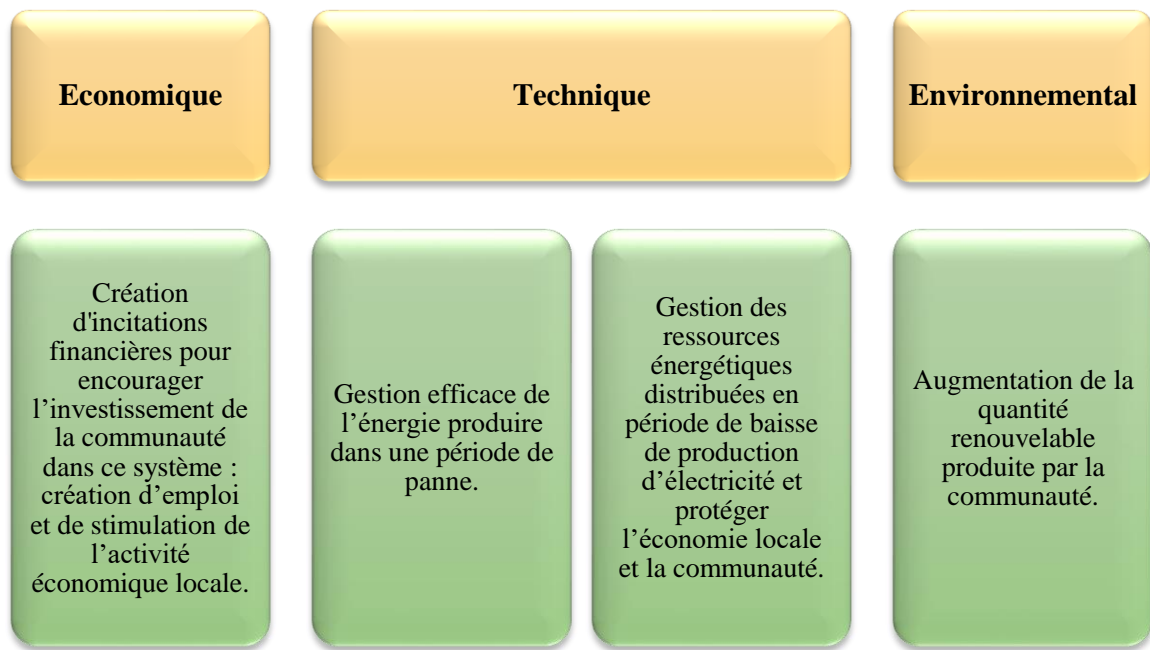 Economique
Technique
Environnemental
Création
d'incitations
financières pour
encourager
l’investissement de
la communauté
dans ce système :
création d’emploi
et de stimulation de
l’activité
économique locale.
Gestion efficace de
l’énergie produire
dans une période de
panne.
Gestion des
ressources
énergétiques
distribuées en
période de baisse
de production
d’électricité et
protéger
l’économie locale
et la communauté.
Augmentation de la
quantité
renouvelable
produite par la
communauté.